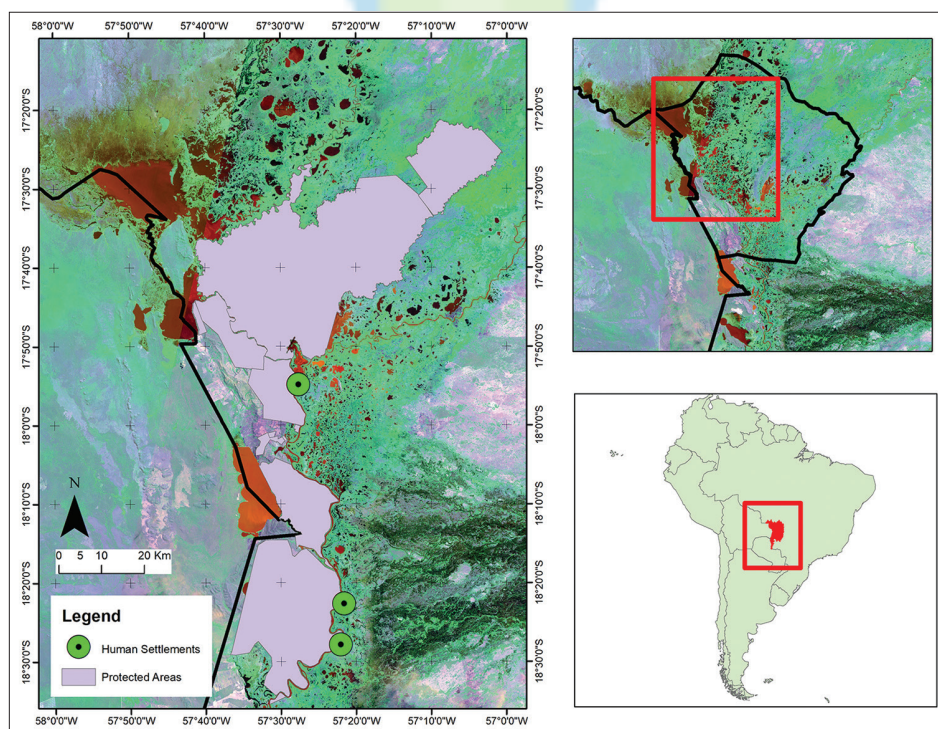 58°0'0"W 57°50'0"W 57°40'0"W 57°30'0"W 57°20'0"W 57°10'0"W 57°0'0"W
17°20'0"S
17°30'0"S
17°40'0"S
17°50'0"S
18°0'0"S
18°10'0"S
18°20'0"S
18°30'0"S
N
0 5 10 20 Km
Legend
Human Settlements
Protected Areas
17°20'0"S
17°30'0"S
17°40'0"S
17°50'0"S
18°0'0"S
18°10'0"S
18°20'0"S
18°30'0"S
58°0'0"W 57°50'0"W 57°40'0"W 57°30'0"W 57°20'0"W 57°10'0"W 57°0'0"W